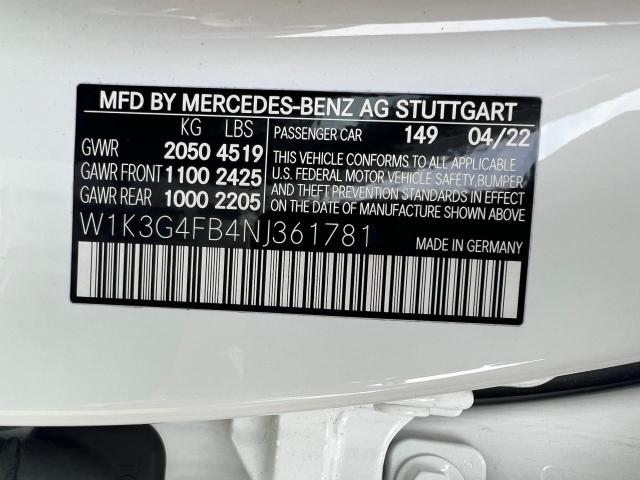 MFD BY MERCEDES-BENZ AG STUTTGART
KG LBS
GVWR 2050 4519
GAWR FRONT 1100 2425
GAWR REAR 1000 2205
PASSENGER CAR 149 04/22
THIS VEHICLE CONFORMS TO ALL APPLICABLE
U.S. FEDERAL MOTOR VEHICLE SAFETY, BUMPER
AND THEFT PREVENTION STANDARDS IN EFFECT
ON THE DATE OF MANUFACTURE SHOWN ABOVE
W1K3G4FB4NJ361781
MADE IN GERMANY